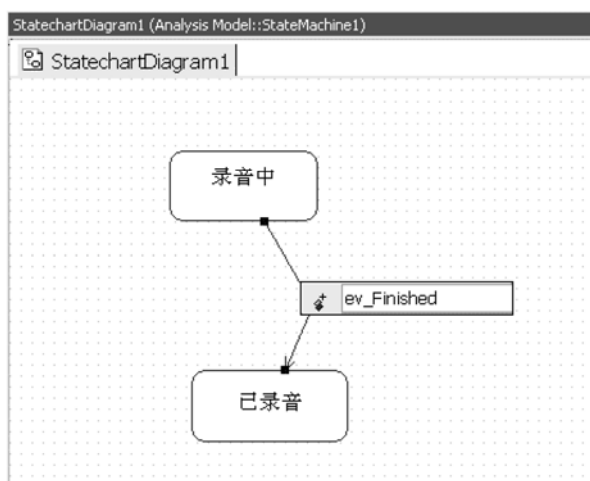 StatechartDiagram1 (Analysis Model::StateMachine1)
StatechartDiagram1
录音中
ev_Finished
已录音